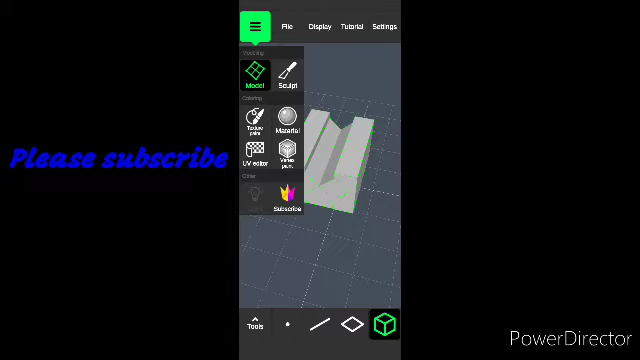 File Display Tutorial Settings
Modeling
Model Sculpt
Coloring
Texture paint Material
UV editor Vertex paint
Other
Subscribe
Please subscribe
Tools
PowerDirector